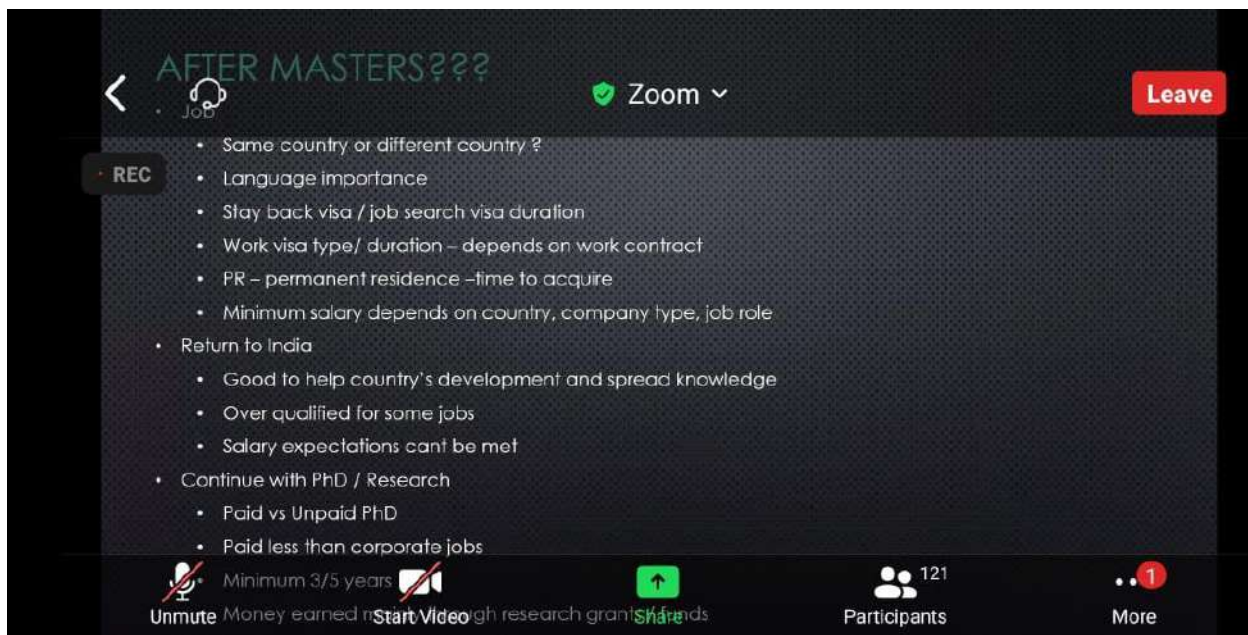 AFTER MASTERS???
Zoom
Leave
• Job
• Same country or different country ?
REC
• Language importance
• Stay back visa / job search visa duration
• Work visa type/ duration – depends on work contract
• PR – permanent residence –time to acquire
• Minimum salary depends on country, company type, job role
• Return to India
• Good to help country's development and spread knowledge
• Over qualified for some jobs
• Salary expectations cant be met
• Continue with PhD / Research
• Paid vs Unpaid PhD
• Paid less than corporate jobs
• Minimum 3/5 years
121
1
Money earned through research grants / funds
Unmute
Start Video
Share
Participants
More